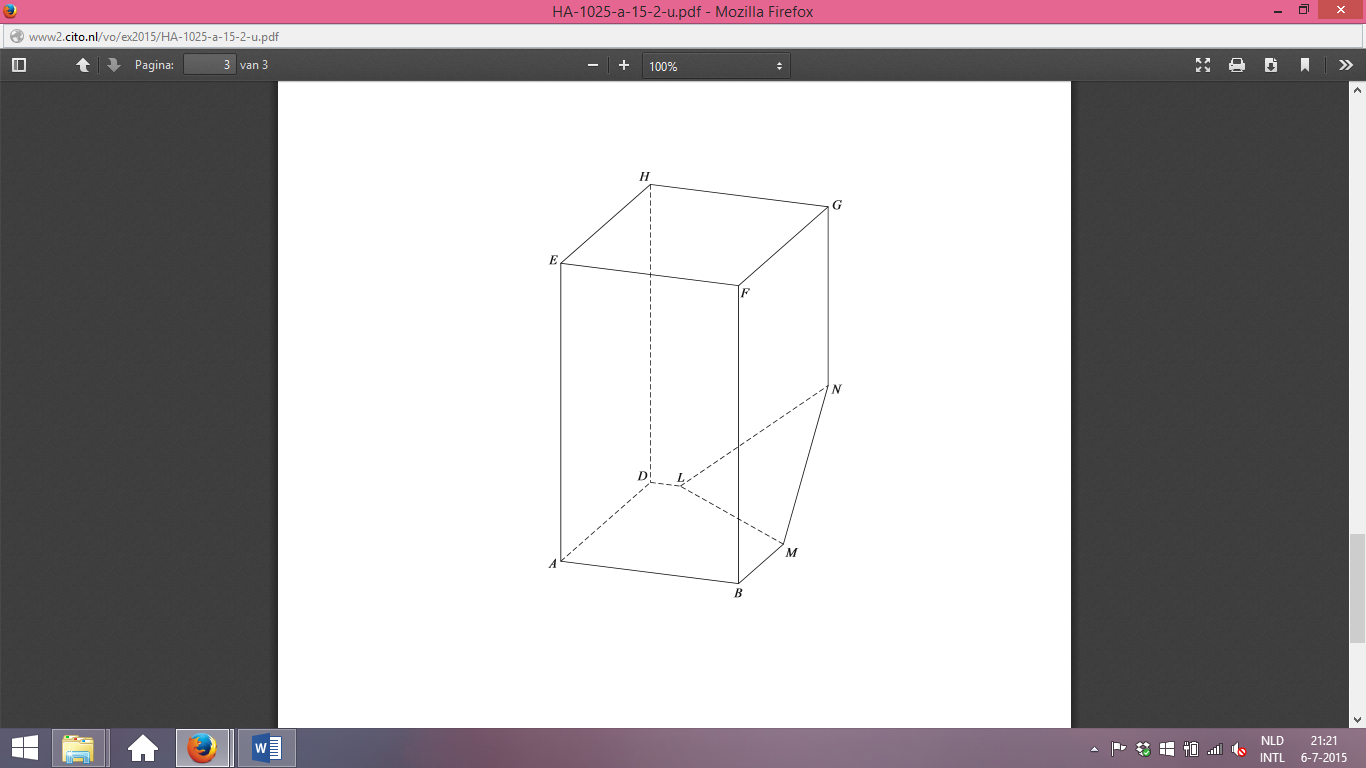 HA-1025-a-15-2-u.pdf - Mozilla Firefox
www2.cito.nl/vo/ex2015/HA-1025-a-15-2-u.pdf
Pagina: 3 van 3
100%
H
G
E
F
N
D L
M
A
B
NLD 21:21
INTL 6-7-2015